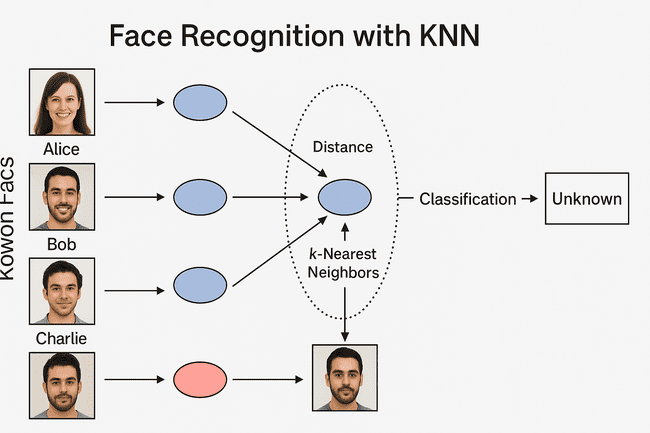 Face Recognition with KNN
Kowon Facs
Alice
Bob
Charlie
Distance
k-Nearest
Neighbors
Classification
Unknown